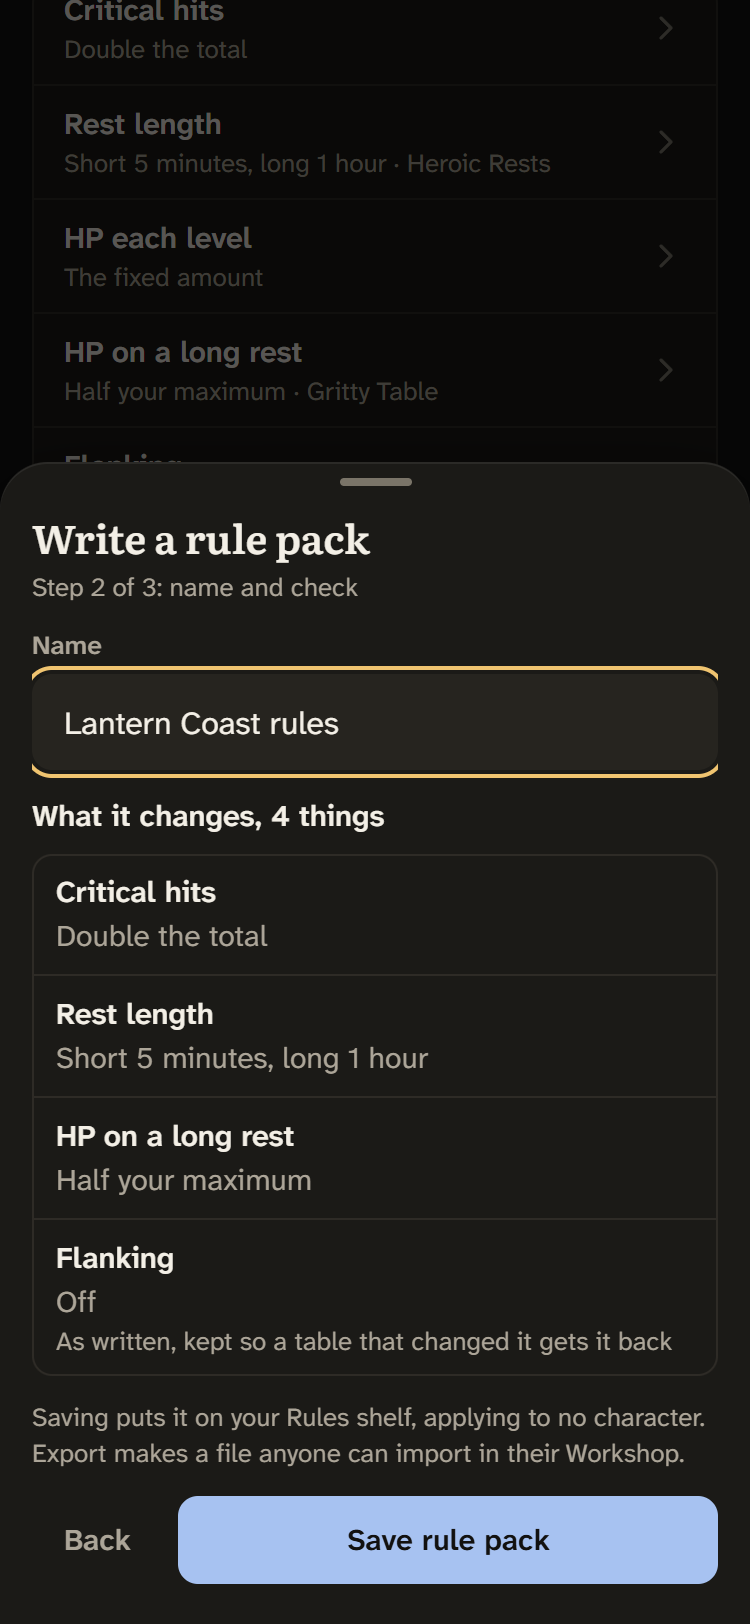 Critical hits
Double the total
Rest length
Short 5 minutes, long 1 hour · Heroic Rests
HP each level
The fixed amount
HP on a long rest
Half your maximum · Gritty Table
Flanking
Write a rule pack
Step 2 of 3: name and check
Name
Lantern Coast rules
What it changes, 4 things
Critical hits
Double the total
Rest length
Short 5 minutes, long 1 hour
HP on a long rest
Half your maximum
Flanking
Off
As written, kept so a table that changed it gets it back
Saving puts it on your Rules shelf, applying to no character.
Export makes a file anyone can import in their Workshop.
Back
Save rule pack